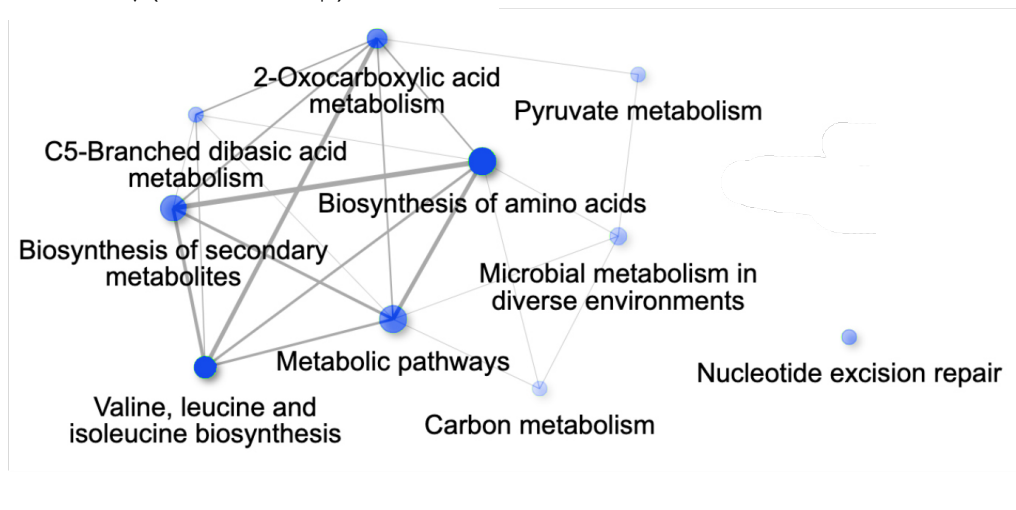 2-Oxocarboxylic acid
metabolism
Pyruvate metabolism
C5-Branched dibasic acid
metabolism
Biosynthesis of amino acids
Biosynthesis of secondary
metabolites
Microbial metabolism in
diverse environments
Metabolic pathways
Nucleotide excision repair
Valine, leucine and
isoleucine biosynthesis
Carbon metabolism